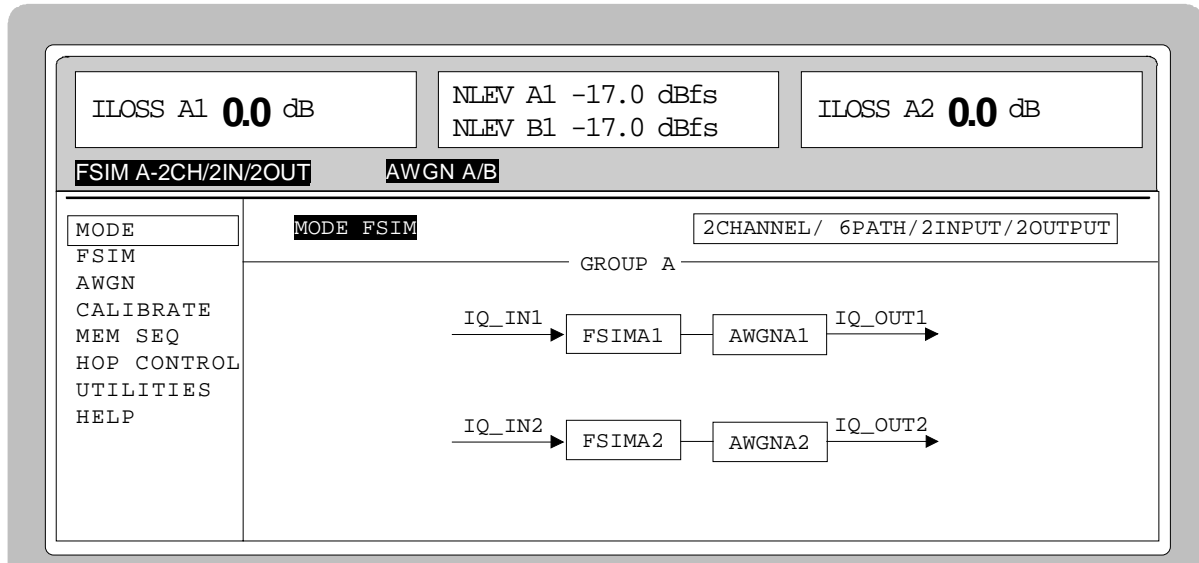 ILOSS A1 0.0 dB
NLEV A1 -17.0 dBfs
NLEV B1 -17.0 dBfs
ILOSS A2 0.0 dB
FSIM A-2CH/2IN/2OUT
AWGN A/B
MODE
FSIM
AWGN
CALIBRATE
MEM SEQ
HOP CONTROL
UTILITIES
HELP
MODE FSIM
2CHANNEL/ 6PATH/2INPUT/2OUTPUT
GROUP A
IQ_IN1
FSIMA1
AWGNA1
IQ_OUT1
IQ_IN2
FSIMA2
AWGNA2
IQ_OUT2